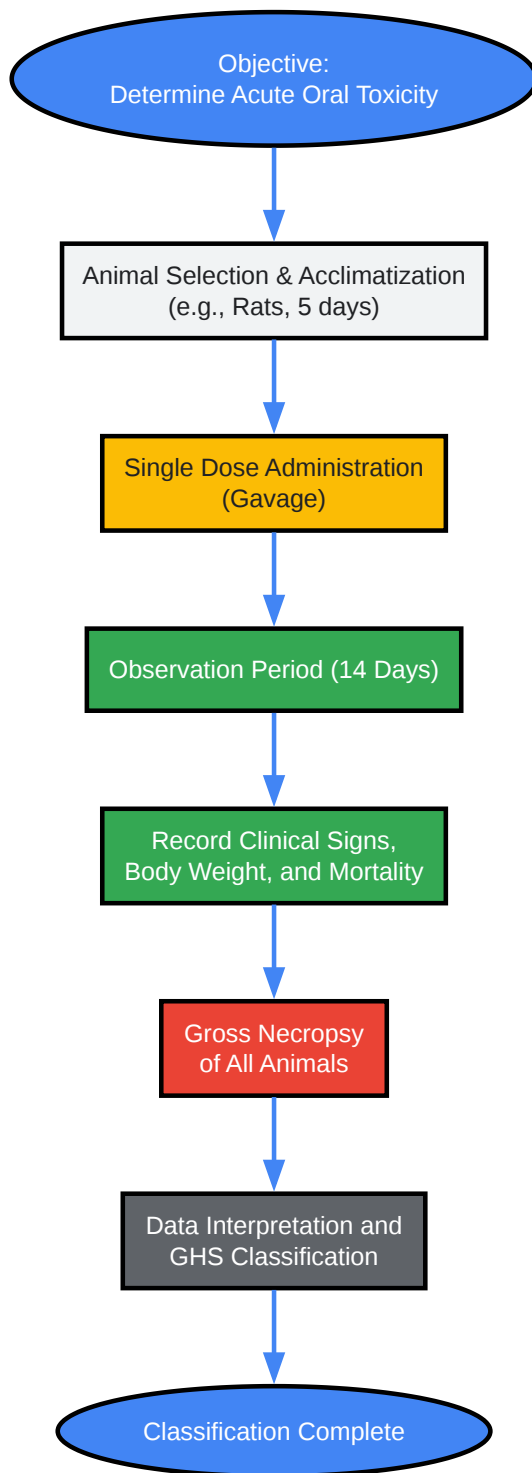 Objective:
Determine Acute Oral Toxicity
Animal Selection & Acclimatization
(e.g., Rats, 5 days)
Single Dose Administration
(Gavage)
Observation Period (14 Days)
Record Clinical Signs,
Body Weight, and Mortality
Gross Necropsy
of All Animals
Data Interpretation and
GHS Classification
Classification Complete